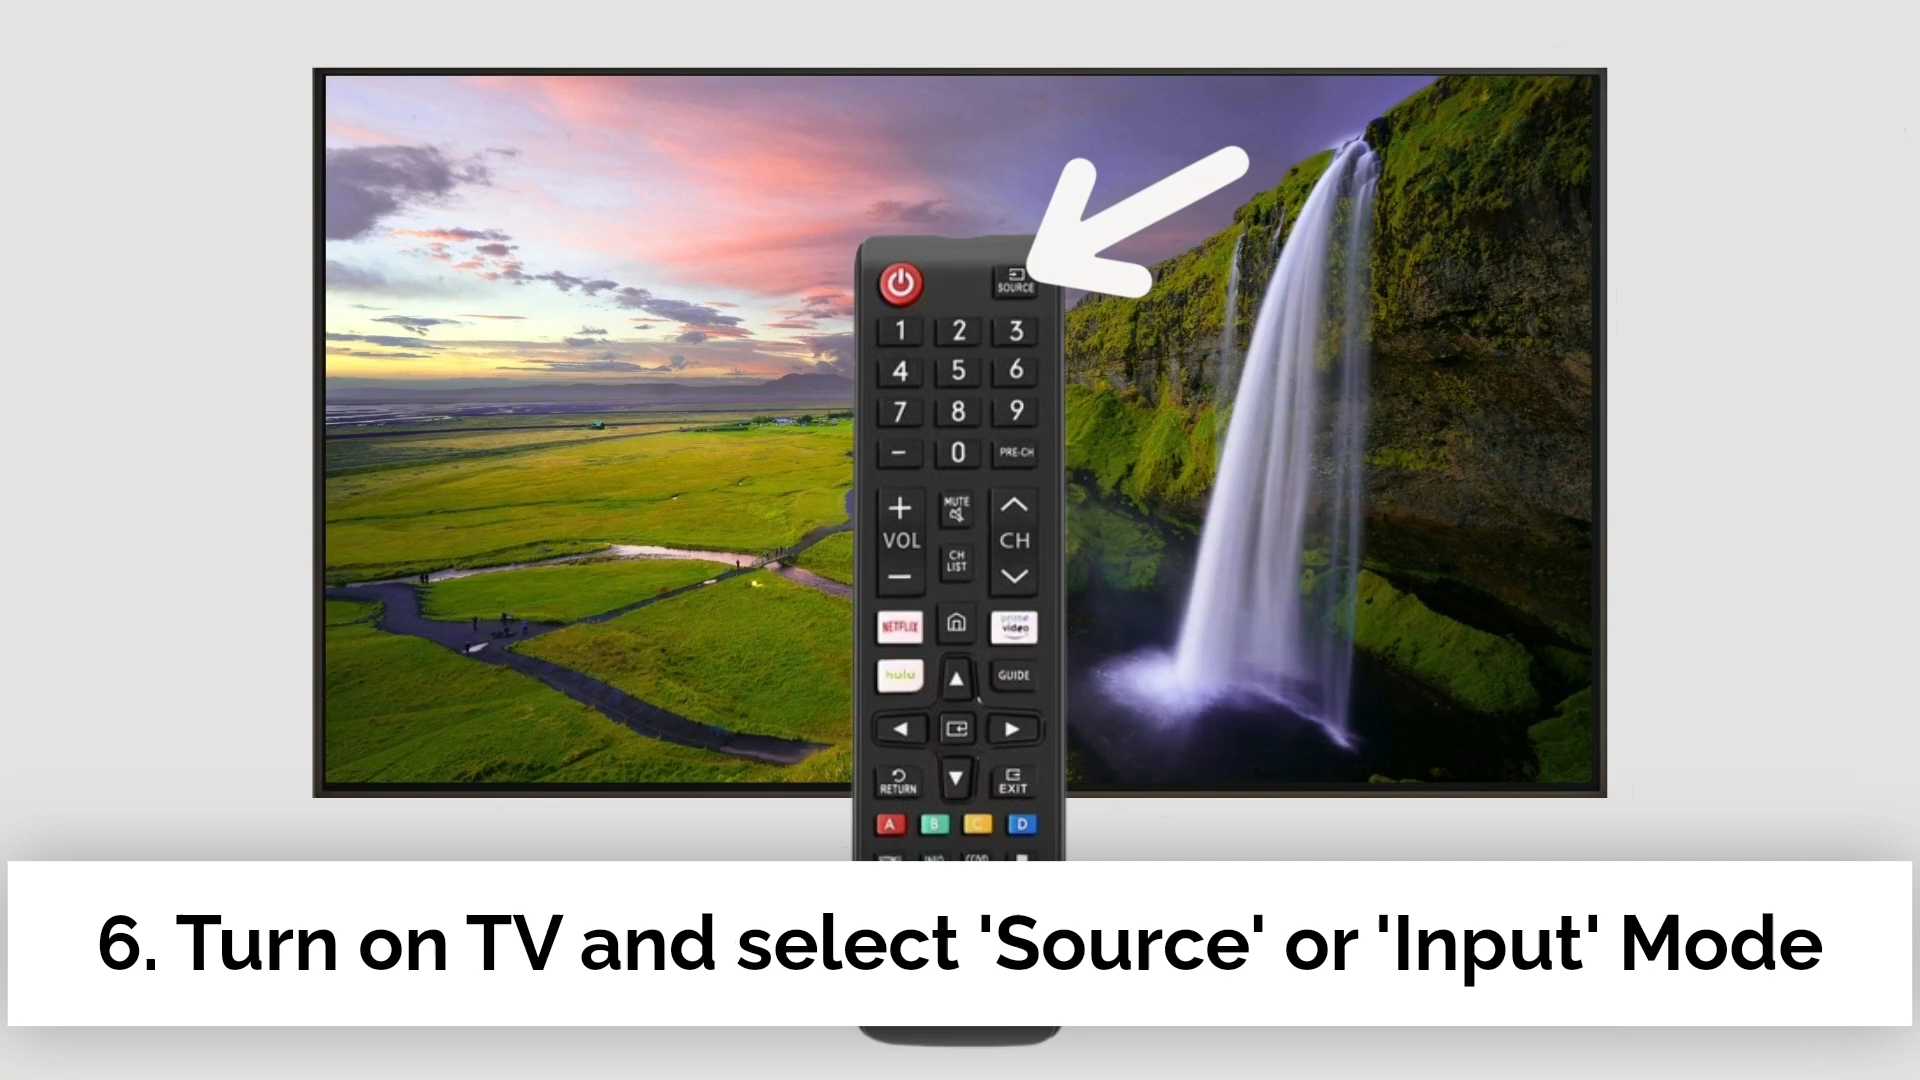 SOURCE
1 2 3
4 5 6
7 8 9
- 0 PRE-CH
+ MUTE
VOL CH
CH
LIST
−
NETFLIX prime video
hulu GUIDE
RETURN EXIT
A B C D
6. Turn on TV and select 'Source' or 'Input' Mode